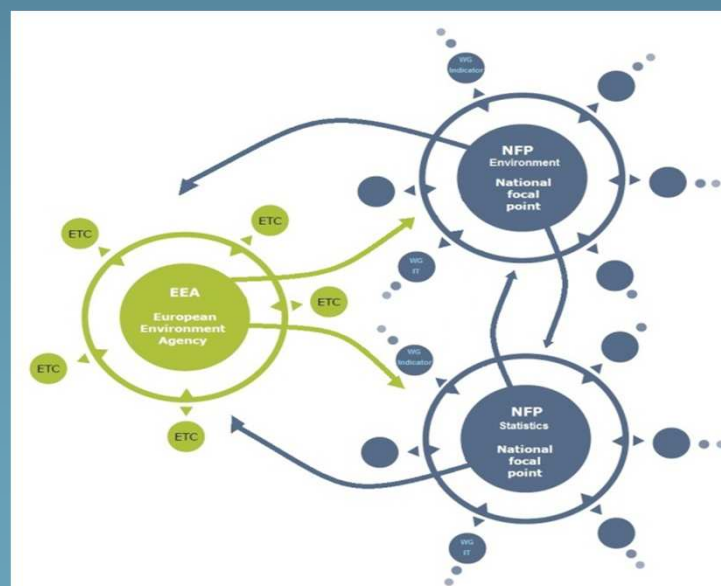 WG
Indicator
NFP
Environment
National
focal
point
WG
IT
ETC
ETC
ETC
ETC
ETC
EEA
European
Environment
Agency
WG
Indicator
NFP
Statistics
National
focal
point
WG
IT